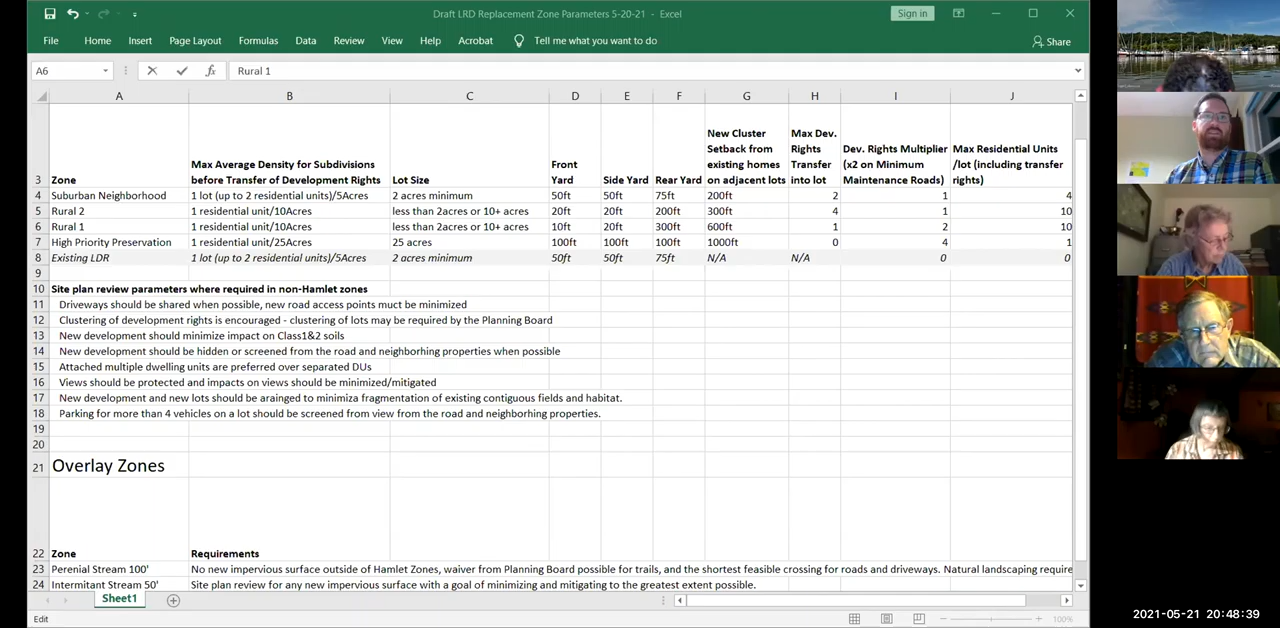 Draft LRD Replacement Zone Parameters 5-20-21 - Excel
Sign in
File Home Insert Page Layout Formulas Data Review View Help Acrobat Tell me what you want to do Share
A6 fx Rural 1
A B C D E F G H I J
3 Zone Max Average Density for Subdivisions before Transfer of Development Rights Lot Size Front Yard Side Yard Rear Yard New Cluster Setback from existing homes on adjacent lots Max Dev. Rights Transfer into lot Dev. Rights Multiplier (x2 on Minimum Maintenance Roads) Max Residential Units /lot (including transfer rights)
4 Suburban Neighborhood 1 lot (up to 2 residential units)/5Acres 2 acres minimum 50ft 50ft 75ft 200ft 2 1 4
5 Rural 2 1 residential unit/10Acres less than 2acres or 10+ acres 20ft 20ft 200ft 300ft 4 1 10
6 Rural 1 1 residential unit/10Acres less than 2acres or 10+ acres 10ft 20ft 300ft 600ft 1 2 10
7 High Priority Preservation 1 residential unit/25Acres 25 acres 100ft 100ft 100ft 1000ft 0 4 1
8 Existing LDR 1 lot (up to 2 residential units)/5Acres 2 acres minimum 50ft 50ft 75ft N/A N/A 0 0
9
10 Site plan review parameters where required in non-Hamlet zones
11 Driveways should be shared when possible, new road access points muct be minimized
12 Clustering of development rights is encouraged - clustering of lots may be required by the Planning Board
13 New development should minimize impact on Class1&2 soils
14 New development should be hidden or screened from the road and neighborhing properties when possible
15 Attached multiple dwelling units are preferred over separated DUs
16 Views should be protected and impacts on views should be minimized/mitigated
17 New development and new lots should be arainged to minimiza fragmentation of existing contiguous fields and habitat.
18 Parking for more than 4 vehicles on a lot should be screened from view from the road and neighborhing properties.
19
20
21 Overlay Zones
22 Zone Requirements
23 Perenial Stream 100' No new impervious surface outside of Hamlet Zones, waiver from Planning Board possible for trails, and the shortest feasible crossing for roads and driveways. Natural landscaping require
24 Intermitant Stream 50' Site plan review for any new impervious surface with a goal of minimizing and mitigating to the greatest extent possible.
Sheet1
Edit
100%
2021-05-21 20:48:39